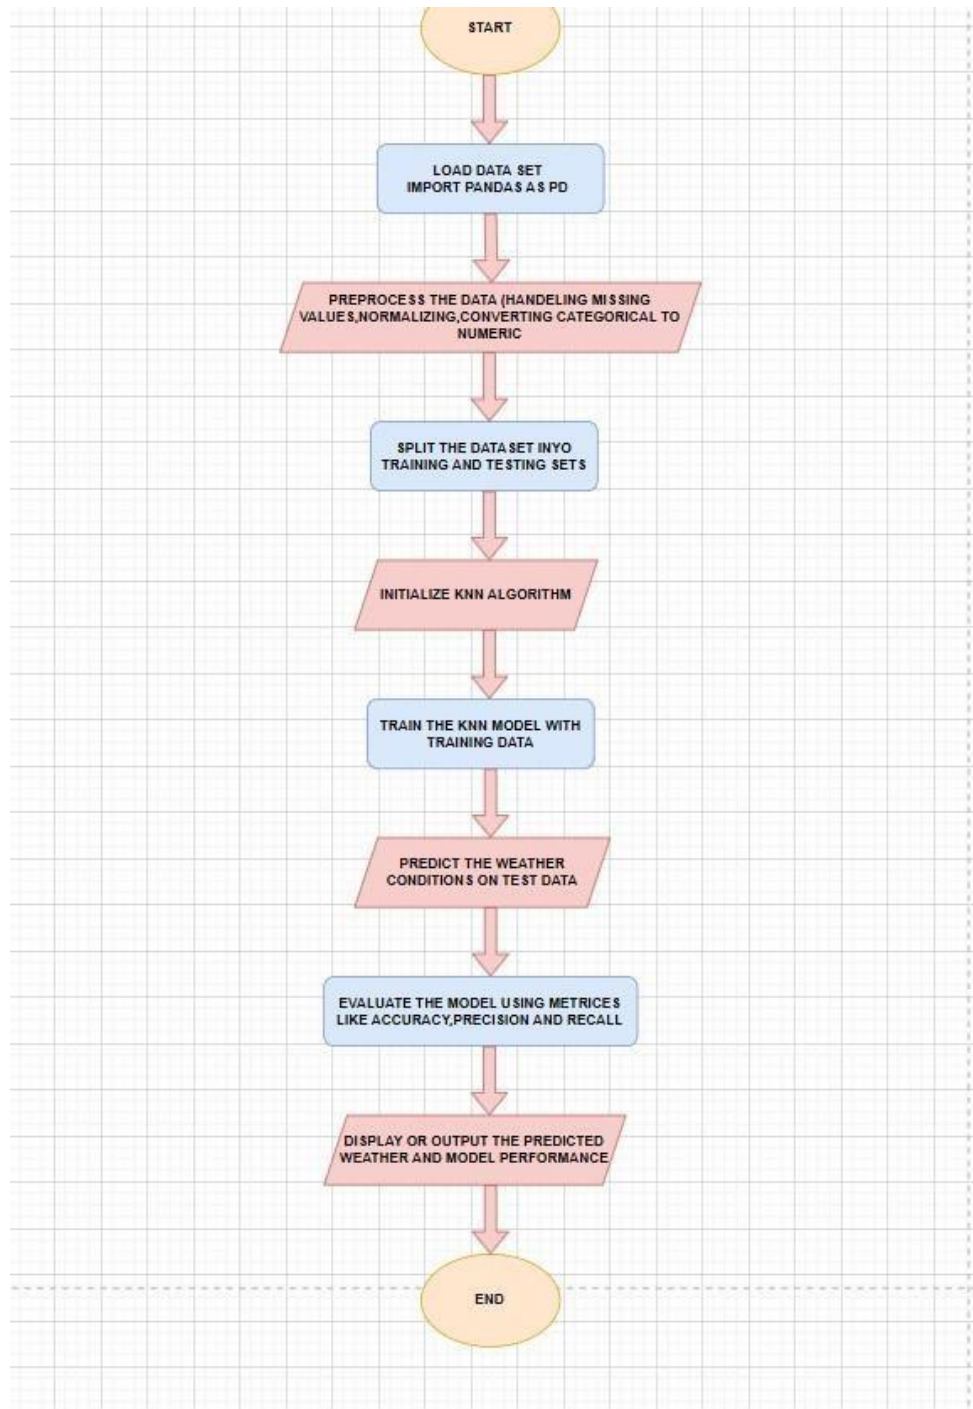 START
LOAD DATA SET
IMPORT PANDAS AS PD
PREPROCESS THE DATA (HANDELING MISSING
VALUES,NORMALIZING,CONVERTING CATEGORICAL TO
NUMERIC
SPLIT THE DATASET INYO
TRAINING AND TESTING SETS
INITIALIZE KNN ALGORITHM
TRAIN THE KNN MODEL WITH
TRAINING DATA
PREDICT THE WEATHER
CONDITIONS ON TEST DATA
EVALUATE THE MODEL USING METRICES
LIKE ACCURACY,PRECISION AND RECALL
DISPLAY OR OUTPUT THE PREDICTED
WEATHER AND MODEL PERFORMANCE
END